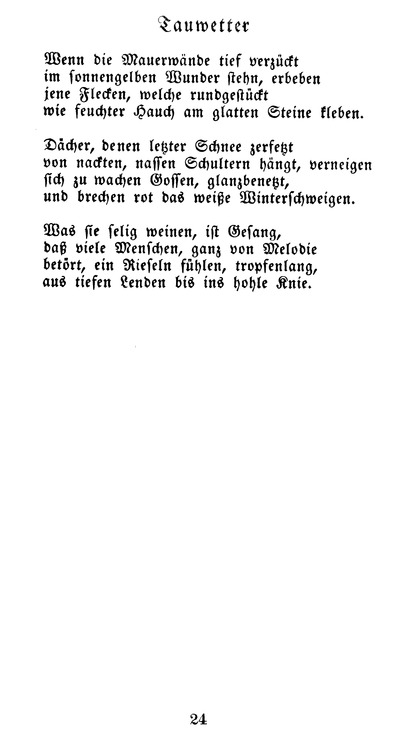 Tauwetter
Wenn die Mauerwände tief verzückt
im sonnengelben Wunder stehn, erbeben
jene Flecken, welche rundgestückt
wie feuchter Hauch am glatten Steine kleben.
Dächer, denen letzter Schnee zerfetzt
von nackten, nassen Schultern hängt, verneigen
sich zu wachen Gossen, glanzbenetzt,
und brechen rot das weiße Winterschweigen.
Was sie selig weinen, ist Gesang,
daß viele Menschen, ganz von Melodie
betört, ein Rieseln fühlen, tropfenlang,
aus tiefen Lenden bis ins hohle Knie.
24